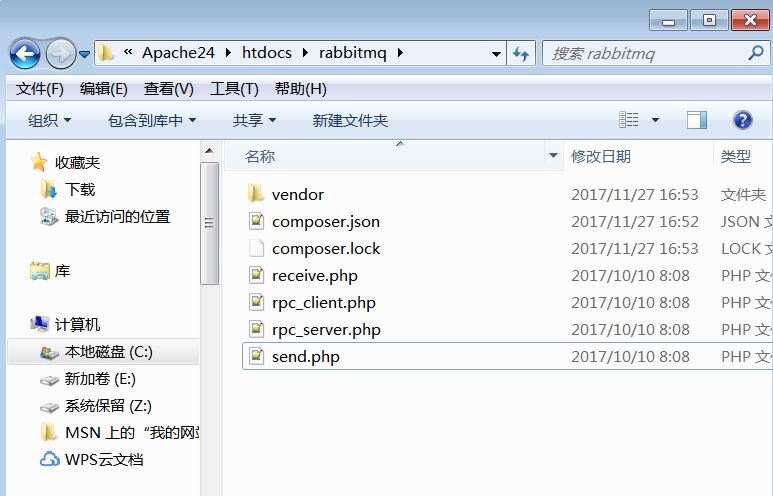 « Apache24 htdocs rabbitmq 搜索 rabbitmq
文件(F) 编辑(E) 查看(V) 工具(T) 帮助(H)
组织 包含到库中 共享 新建文件夹
名称 修改日期 类型
收藏夹
下载
最近访问的位置
库
计算机
本地磁盘 (C:)
新加卷 (E:)
系统保留 (Z:)
MSN 上的“我的网站
WPS云文档
vendor 2017/11/27 16:53 文件夹
composer.json 2017/11/27 16:52 JSON 文
composer.lock 2017/11/27 16:53 LOCK 文
receive.php 2017/10/10 8:08 PHP 文件
rpc_client.php 2017/10/10 8:08 PHP 文件
rpc_server.php 2017/10/10 8:08 PHP 文件
send.php 2017/10/10 8:08 PHP 文件